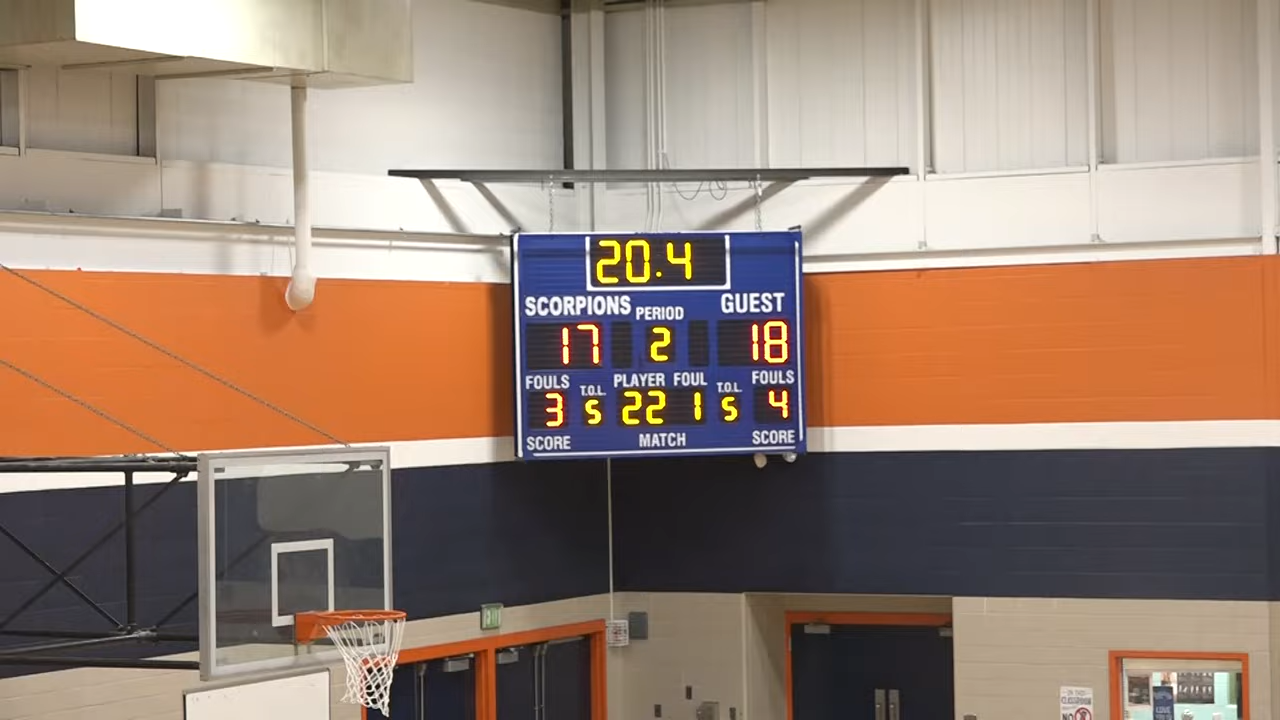 20.4
SCORPIONS PERIOD GUEST
17 2 18
FOULS T.O.L. PLAYER FOUL T.O.L. FOULS
3 5 22 1 5 4
SCORE MATCH SCORE
NO